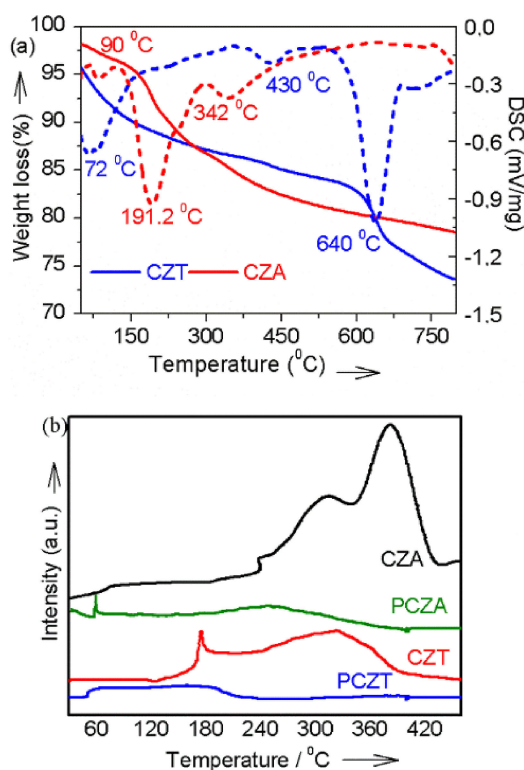 (a)
Weight loss(%)
100
95
90
85
80
75
70
90 ⁰C
72 ⁰C
191.2 ⁰C
342 ⁰C
430 ⁰C
640 ⁰C
CZT
CZA
0.0
-0.3
-0.6
-0.9
-1.2
-1.5
DSC (mV/mg)
150 300 450 600 750
Temperature (⁰C)
(b)
Intensity (a.u.)
CZA
PCZA
CZT
PCZT
60 120 180 240 300 360 420
Temperature / ⁰C